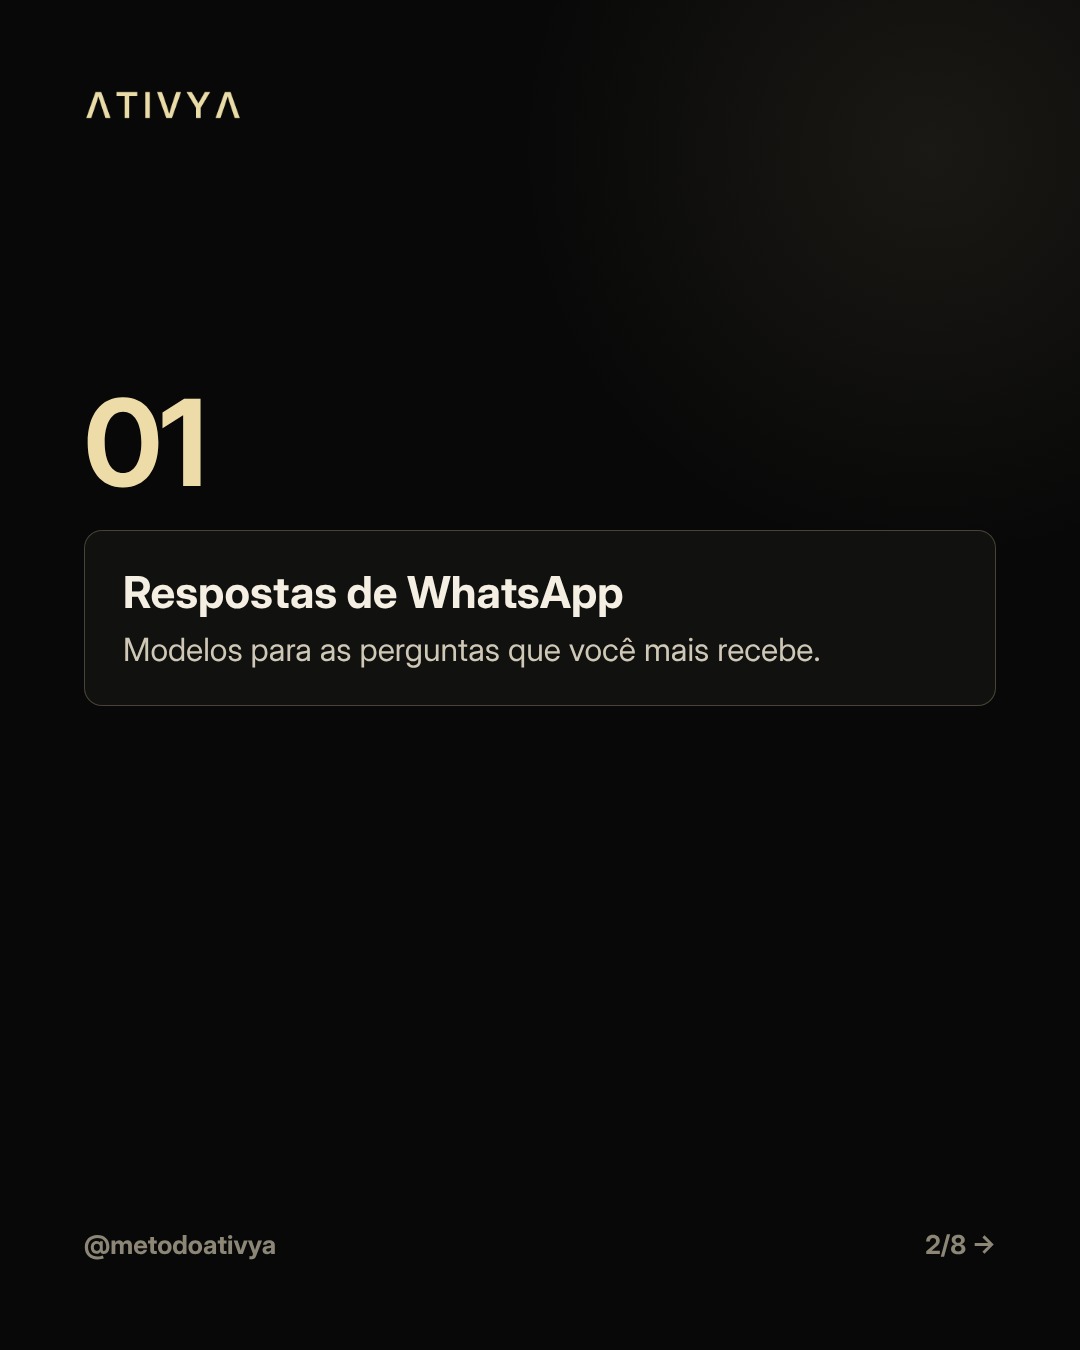 ATIVYA
01
Respostas de WhatsApp
Modelos para as perguntas que você mais recebe.
@metodoativya
2/8 →